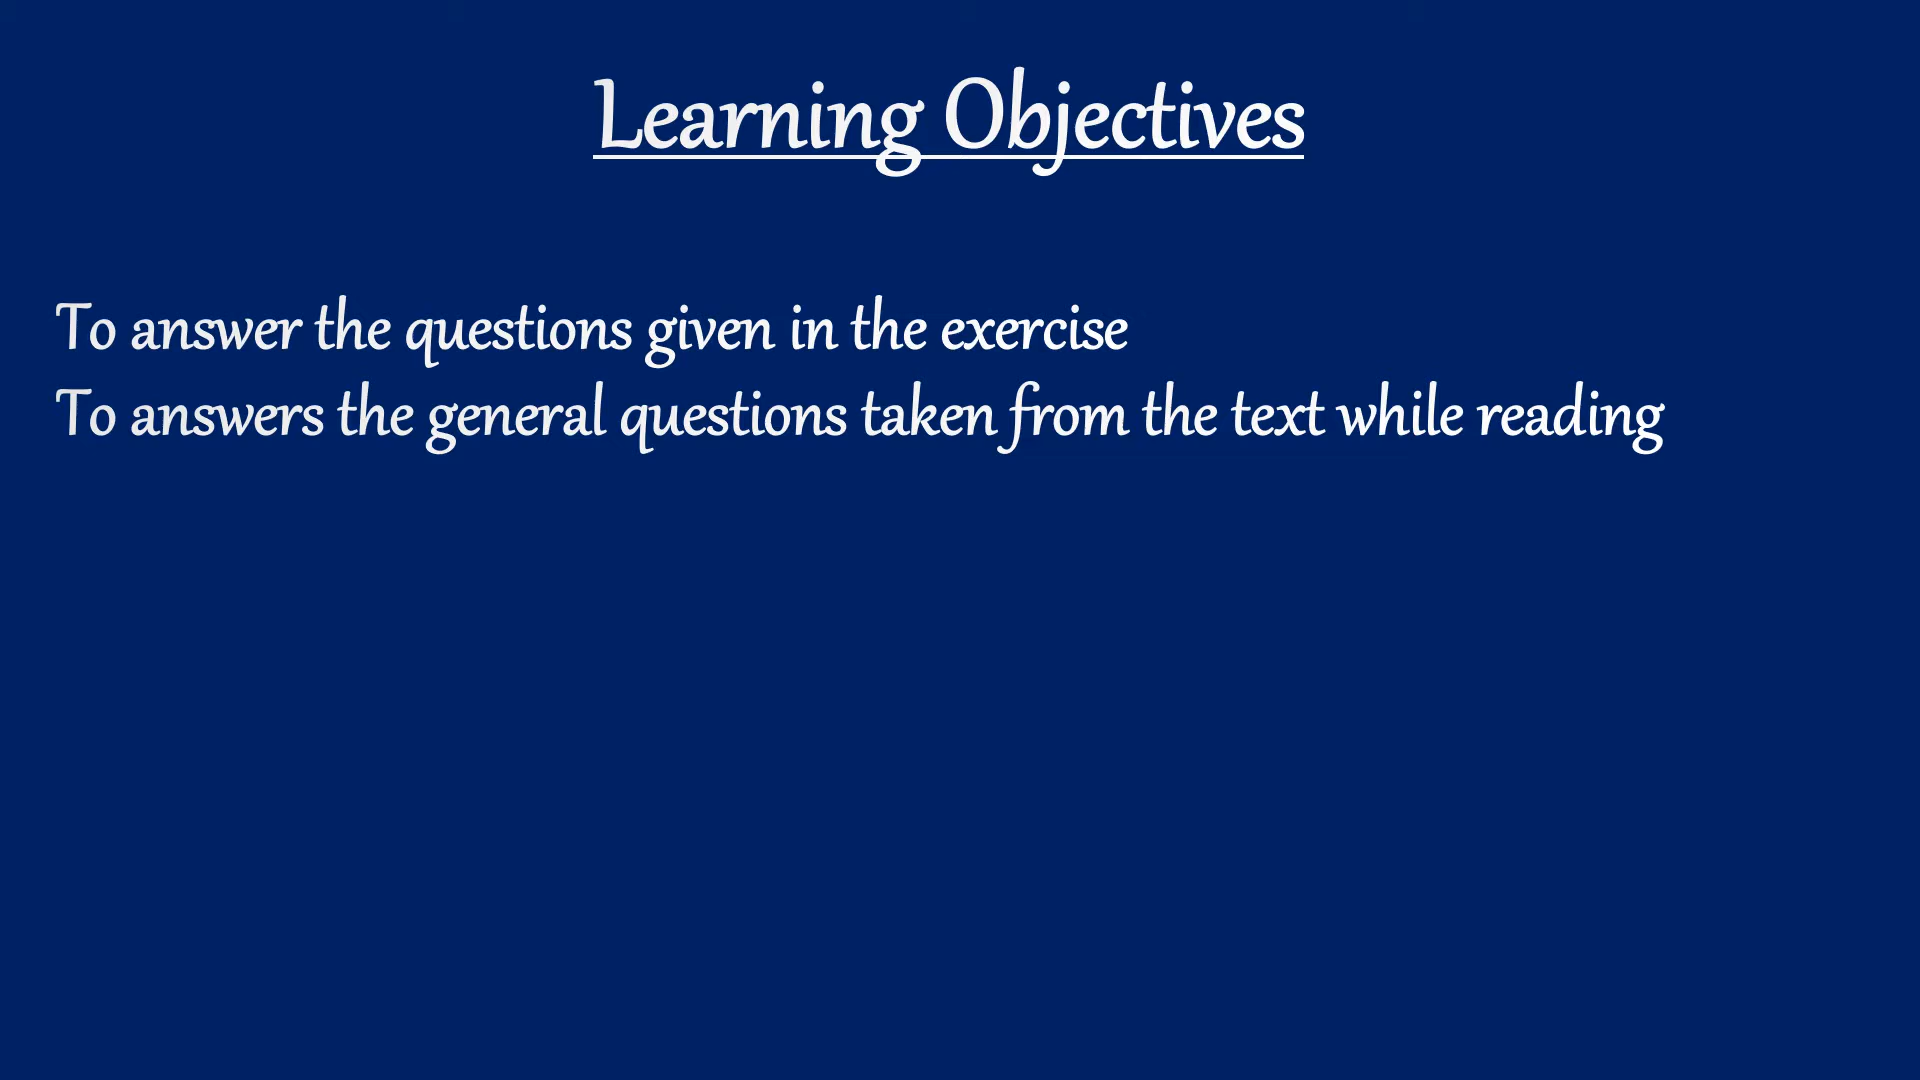 Learning Objectives
To answer the questions given in the exercise
To answers the general questions taken from the text while reading